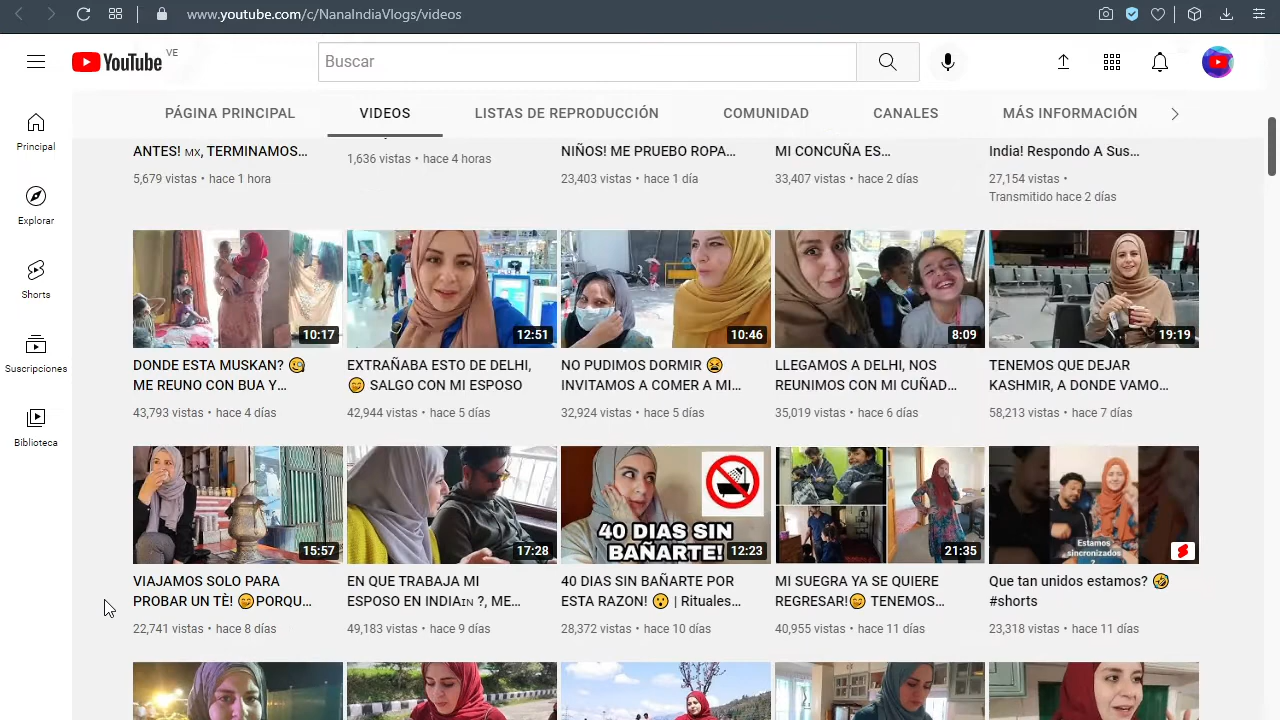 www.youtube.com/c/NanaIndiaVlogs/videos
YouTube VE
Buscar
PÁGINA PRINCIPAL VIDEOS LISTAS DE REPRODUCCIÓN COMUNIDAD CANALES MÁS INFORMACIÓN
Principal
Explorar
Shorts
Suscripciones
Biblioteca
ANTES! MX, TERMINAMOS...
5,679 vistas • hace 1 hora
1,636 vistas • hace 4 horas
NIÑOS! ME PRUEBO ROPA...
23,403 vistas • hace 1 día
MI CONCUÑA ES...
33,407 vistas • hace 2 días
India! Respondo A Sus...
27,154 vistas •
Transmitido hace 2 días
10:17
DONDE ESTA MUSKAN? 🧐
ME REUNO CON BUA Y...
43,793 vistas • hace 4 días
12:51
EXTRAÑABA ESTO DE DELHI,
😊 SALGO CON MI ESPOSO
42,944 vistas • hace 5 días
10:46
NO PUDIMOS DORMIR 😫
INVITAMOS A COMER A MI...
32,924 vistas • hace 5 días
8:09
LLEGAMOS A DELHI, NOS
REUNIMOS CON MI CUÑAD...
35,019 vistas • hace 6 días
19:19
TENEMOS QUE DEJAR
KASHMIR, A DONDE VAMO...
58,213 vistas • hace 7 días
15:57
VIAJAMOS SOLO PARA
PROBAR UN TÈ! 😊PORQU...
22,741 vistas • hace 8 días
17:28
EN QUE TRABAJA MI
ESPOSO EN INDIAIN ?, ME...
49,183 vistas • hace 9 días
40 DIAS SIN
BAÑARTE!
12:23
40 DIAS SIN BAÑARTE POR
ESTA RAZON! 😯 | Rituales...
28,372 vistas • hace 10 días
21:35
MI SUEGRA YA SE QUIERE
REGRESAR!😊 TENEMOS...
40,955 vistas • hace 11 días
Estamos
sincronizados
?
Que tan unidos estamos? 🤣
#shorts
23,318 vistas • hace 11 días